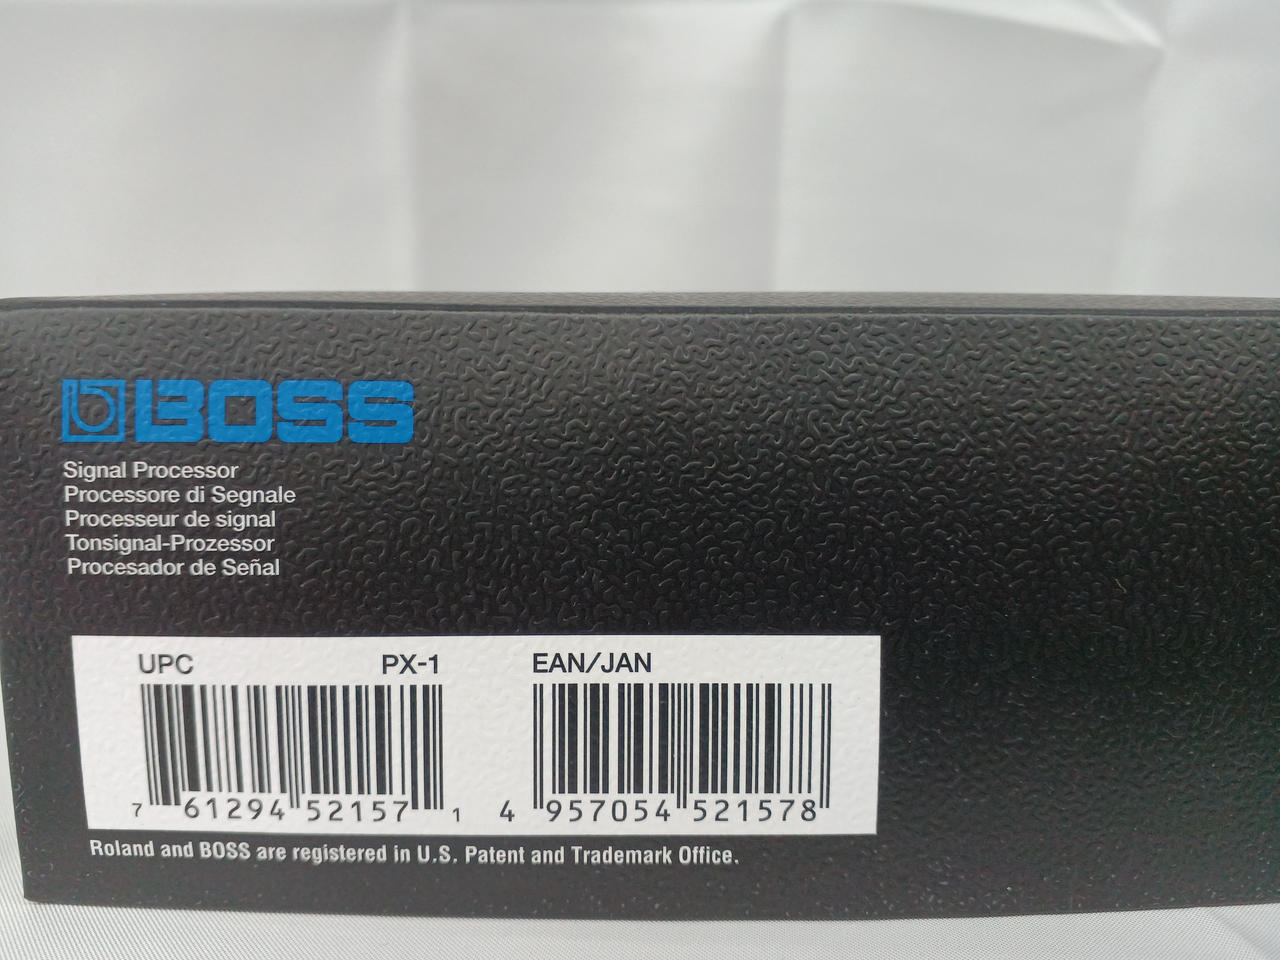 BOSS
Signal Processor
Processore di Segnale
Processeur de signal
Tonsignal-Prozessor
Procesador de Señal
UPC PX-1 EAN/JAN
7 61294 52157 1 4 957054 521578
Roland and BOSS are registered in U.S. Patent and Trademark Office.